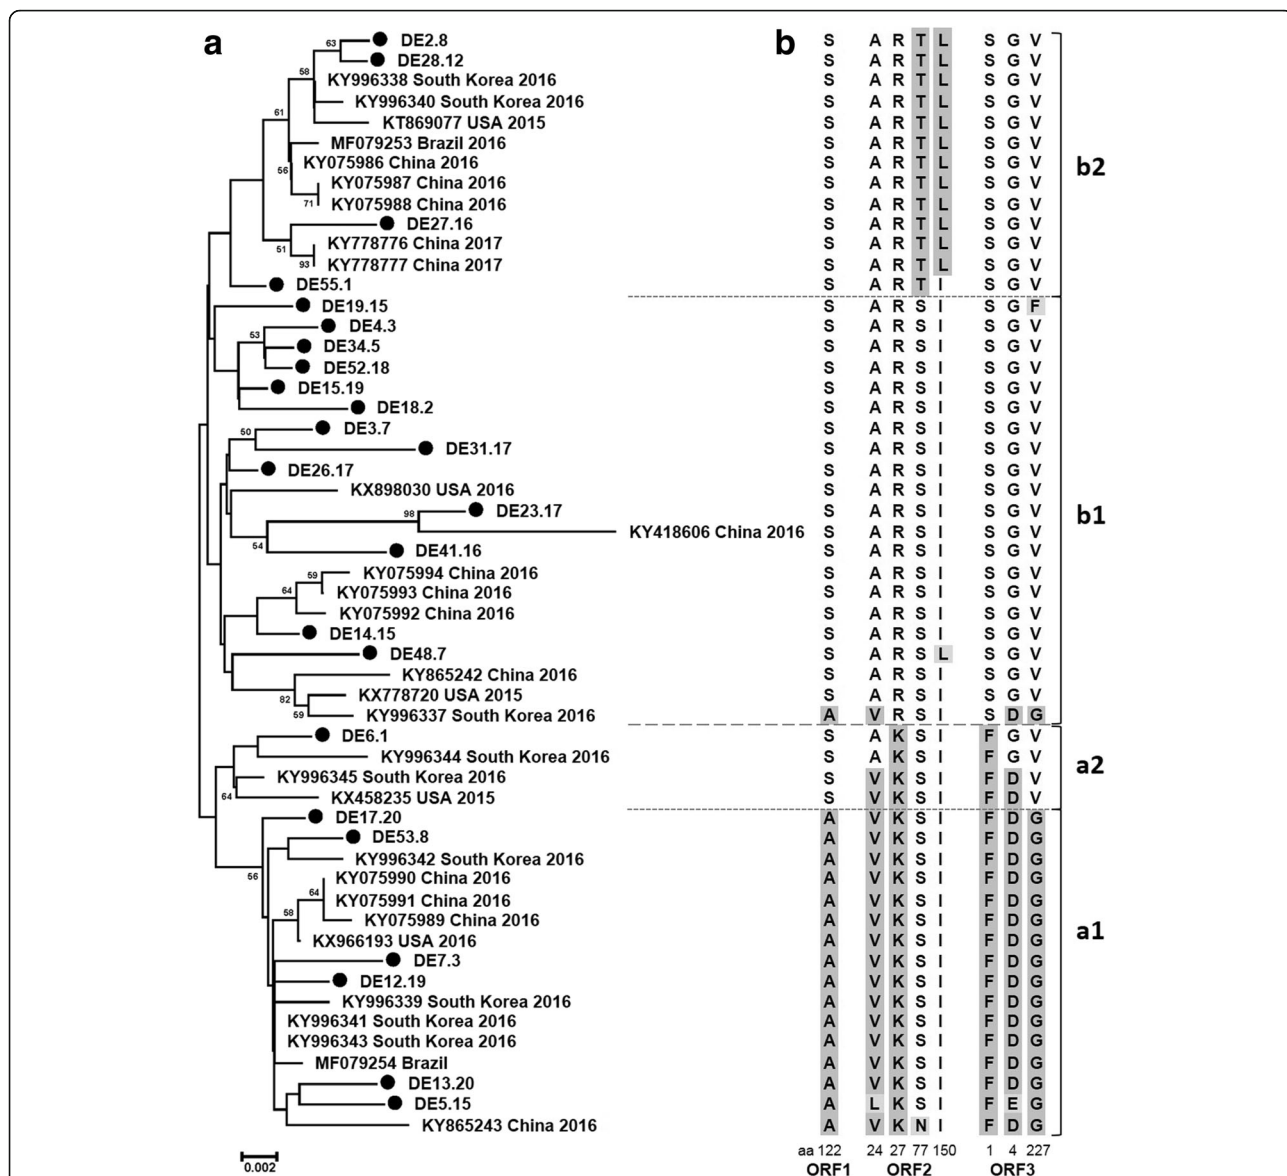 a b
63 DE2.8 S A R T L S G V
DE28.12 S A R T L S G V
58 KY996338 South Korea 2016 S A R T L S G V
KY996340 South Korea 2016 S A R T L S G V
61 KT869077 USA 2015 S A R T L S G V
MF079253 Brazil 2016 S A R T L S G V
56 KY075986 China 2016 S A R T L S G V b2
KY075987 China 2016 S A R T L S G V
71 KY075988 China 2016 S A R T L S G V
DE27.16 S A R T L S G V
51 KY778776 China 2017 S A R T L S G V
93 KY778777 China 2017 S A R T L S G V
DE55.1 S A R T I S G V
DE19.15 S A R S I S G F
53 DE4.3 S A R S I S G V
DE34.5 S A R S I S G V
DE52.18 S A R S I S G V
DE15.19 S A R S I S G V
DE18.2 S A R S I S G V
50 DE3.7 S A R S I S G V
DE31.17 S A R S I S G V
DE26.17 S A R S I S G V
KX898030 USA 2016 S A R S I S G V
98 DE23.17 S A R S I S G V b1
KY418606 China 2016 S A R S I S G V
54 DE41.16 S A R S I S G V
59 KY075994 China 2016 S A R S I S G V
64 KY075993 China 2016 S A R S I S G V
KY075992 China 2016 S A R S I S G V
DE14.15 S A R S I S G V
DE48.7 S A R S L S G V
KY865242 China 2016 S A R S I S G V
82 KX778720 USA 2015 S A R S I S G V
59 KY996337 South Korea 2016 A V R S I S D G
DE6.1 S A K S I F G V
KY996344 South Korea 2016 S A K S I F G V a2
KY996345 South Korea 2016 S V K S I F D V
64 KX458235 USA 2015 S V K S I F D V
DE17.20 A V K S I F D G
DE53.8 A V K S I F D G
KY996342 South Korea 2016 A V K S I F D G
56 KY075990 China 2016 A V K S I F D G
64 KY075991 China 2016 A V K S I F D G
58 KY075989 China 2016 A V K S I F D G a1
KX966193 USA 2016 A V K S I F D G
DE7.3 A V K S I F D G
DE12.19 A V K S I F D G
KY996339 South Korea 2016 A V K S I F D G
KY996341 South Korea 2016 A V K S I F D G
KY996343 South Korea 2016 A V K S I F D G
MF079254 Brazil A V K S I F D G
DE13.20 A V K S I F D G
DE5.15 A L K S I F E G
KY865243 China 2016 A V K N I F D G
0.002 aa 122 24 27 77 150 1 4 227
ORF1 ORF2 ORF3